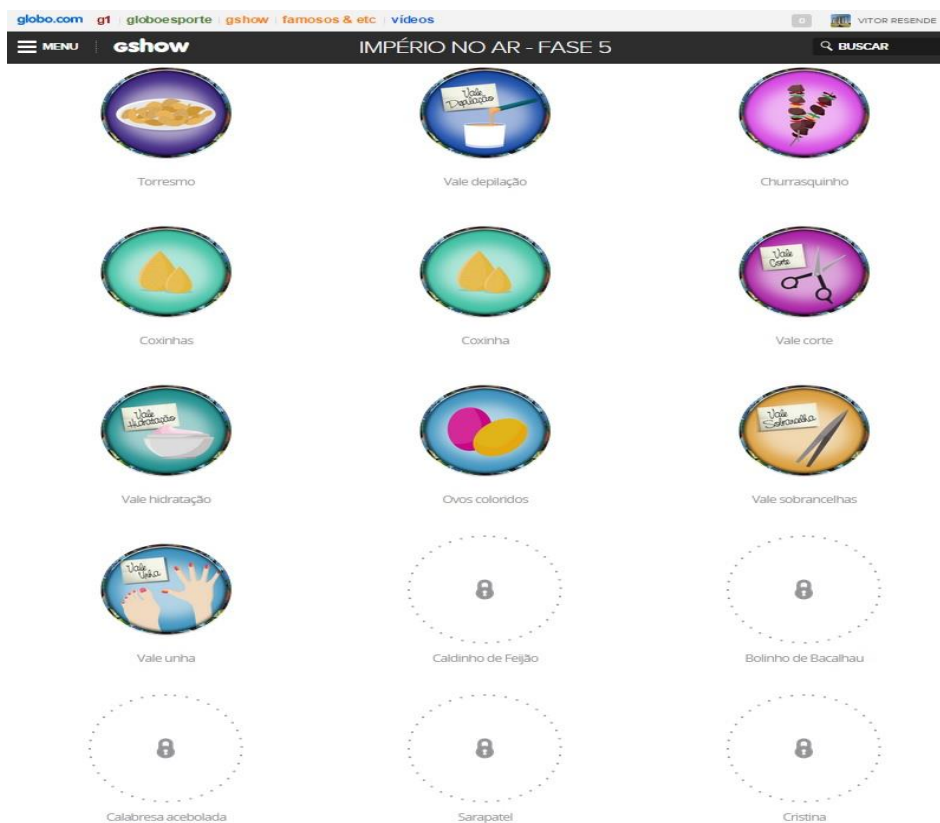 globo.com g1 globoesporte gshow famosos & etc vídeos 0 VITOR RESENDE
MENU gshow IMPÉRIO NO AR - FASE 5 BUSCAR
Vale Depilação
Torresmo Vale depilação Churrasquinho
Vale Corte
Coxinhas Coxinha Vale corte
Vale Hidratação Vale Sobrancelha
Vale hidratação Ovos coloridos Vale sobrancelhas
Vale Unha
Vale unha Caldinho de Feijão Bolinho de Bacalhau
Calabresa acebolada Sarapatel Cristina